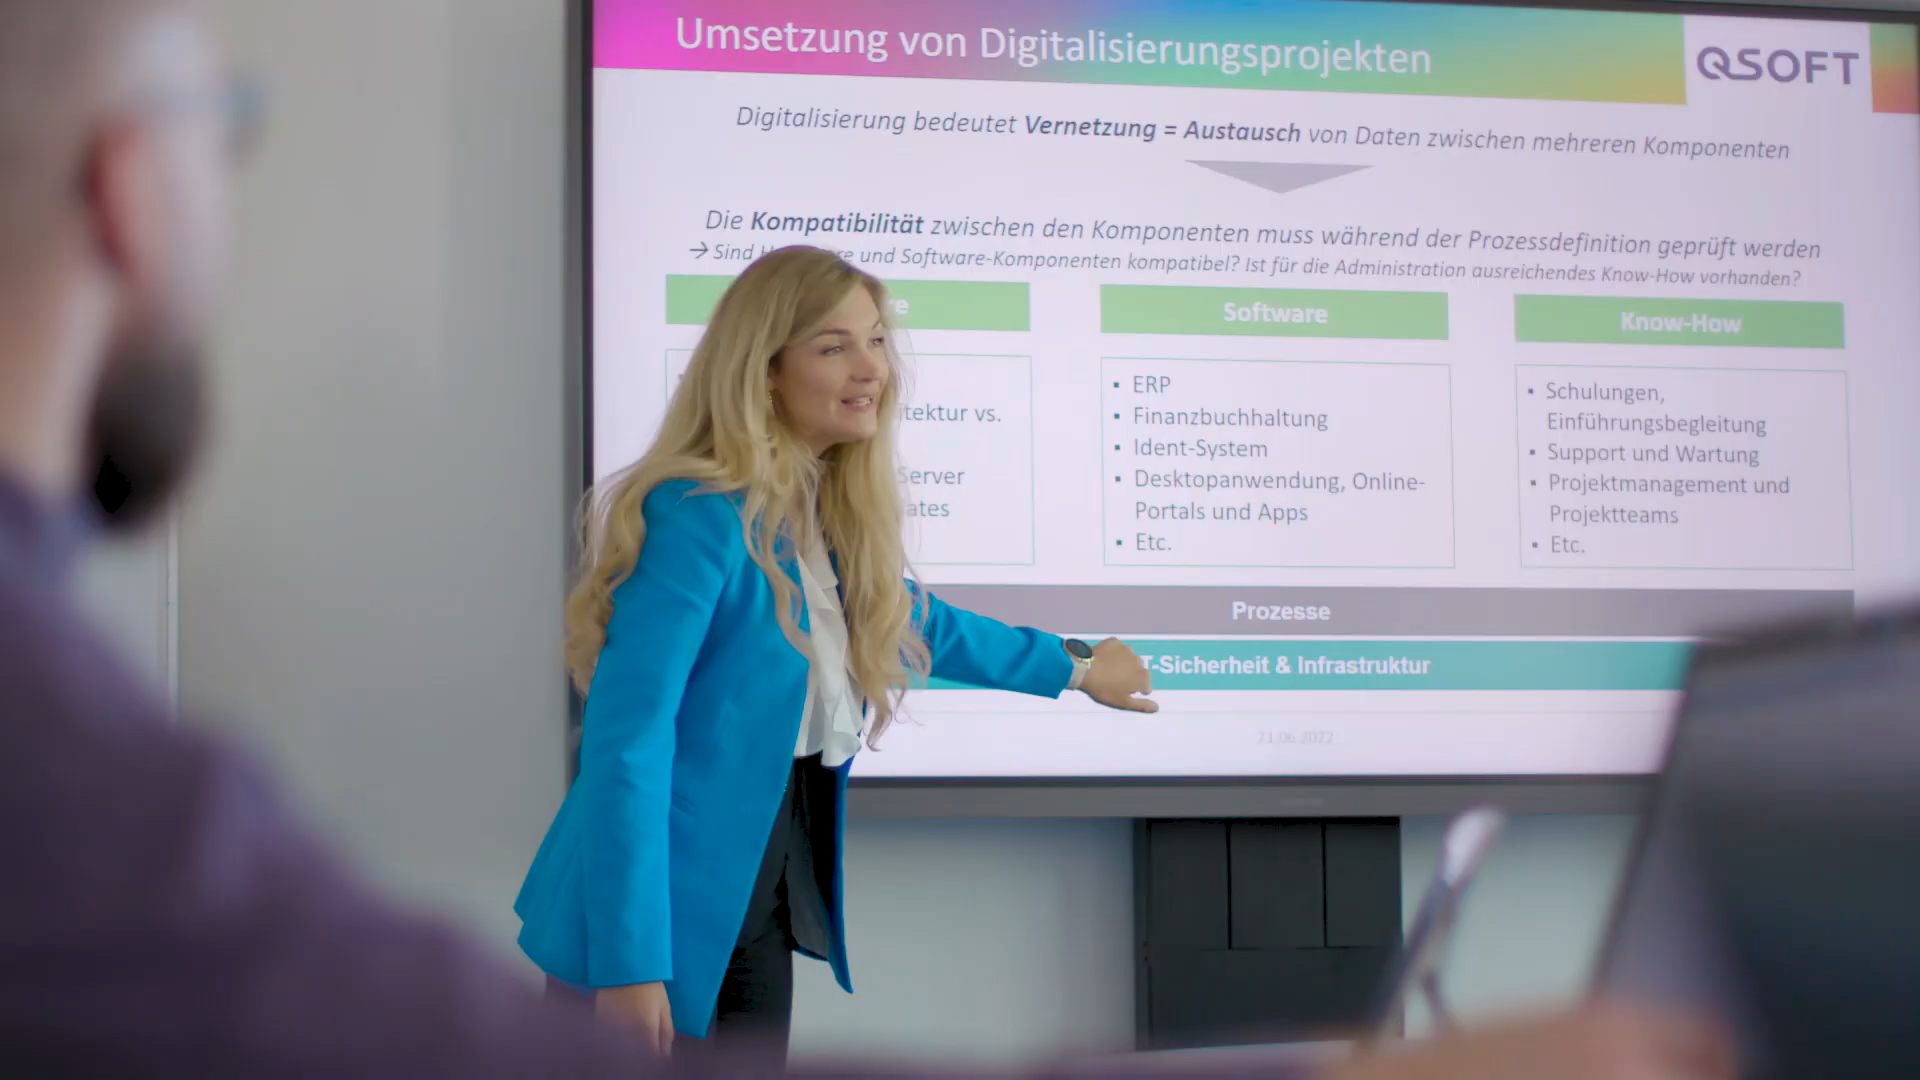 Umsetzung von Digitalisierungsprojekten
QSOFT
Digitalisierung bedeutet Vernetzung = Austausch von Daten zwischen mehreren Komponenten
Die Kompatibilität zwischen den Komponenten muss während der Prozessdefinition geprüft werden
→ Sind und Software-Komponenten kompatibel? Ist für die Administration ausreichendes Know-How vorhanden?
Software
▪ ERP
▪ Finanzbuchhaltung
▪ Ident-System
▪ Desktopanwendung, Online-
Portals und Apps
▪ Etc.
Know-How
▪ Schulungen,
Einführungsbegleitung
▪ Support und Wartung
▪ Projektmanagement und
Projektteams
▪ Etc.
vs.
Server
Prozesse
T-Sicherheit & Infrastruktur
21.06.2022